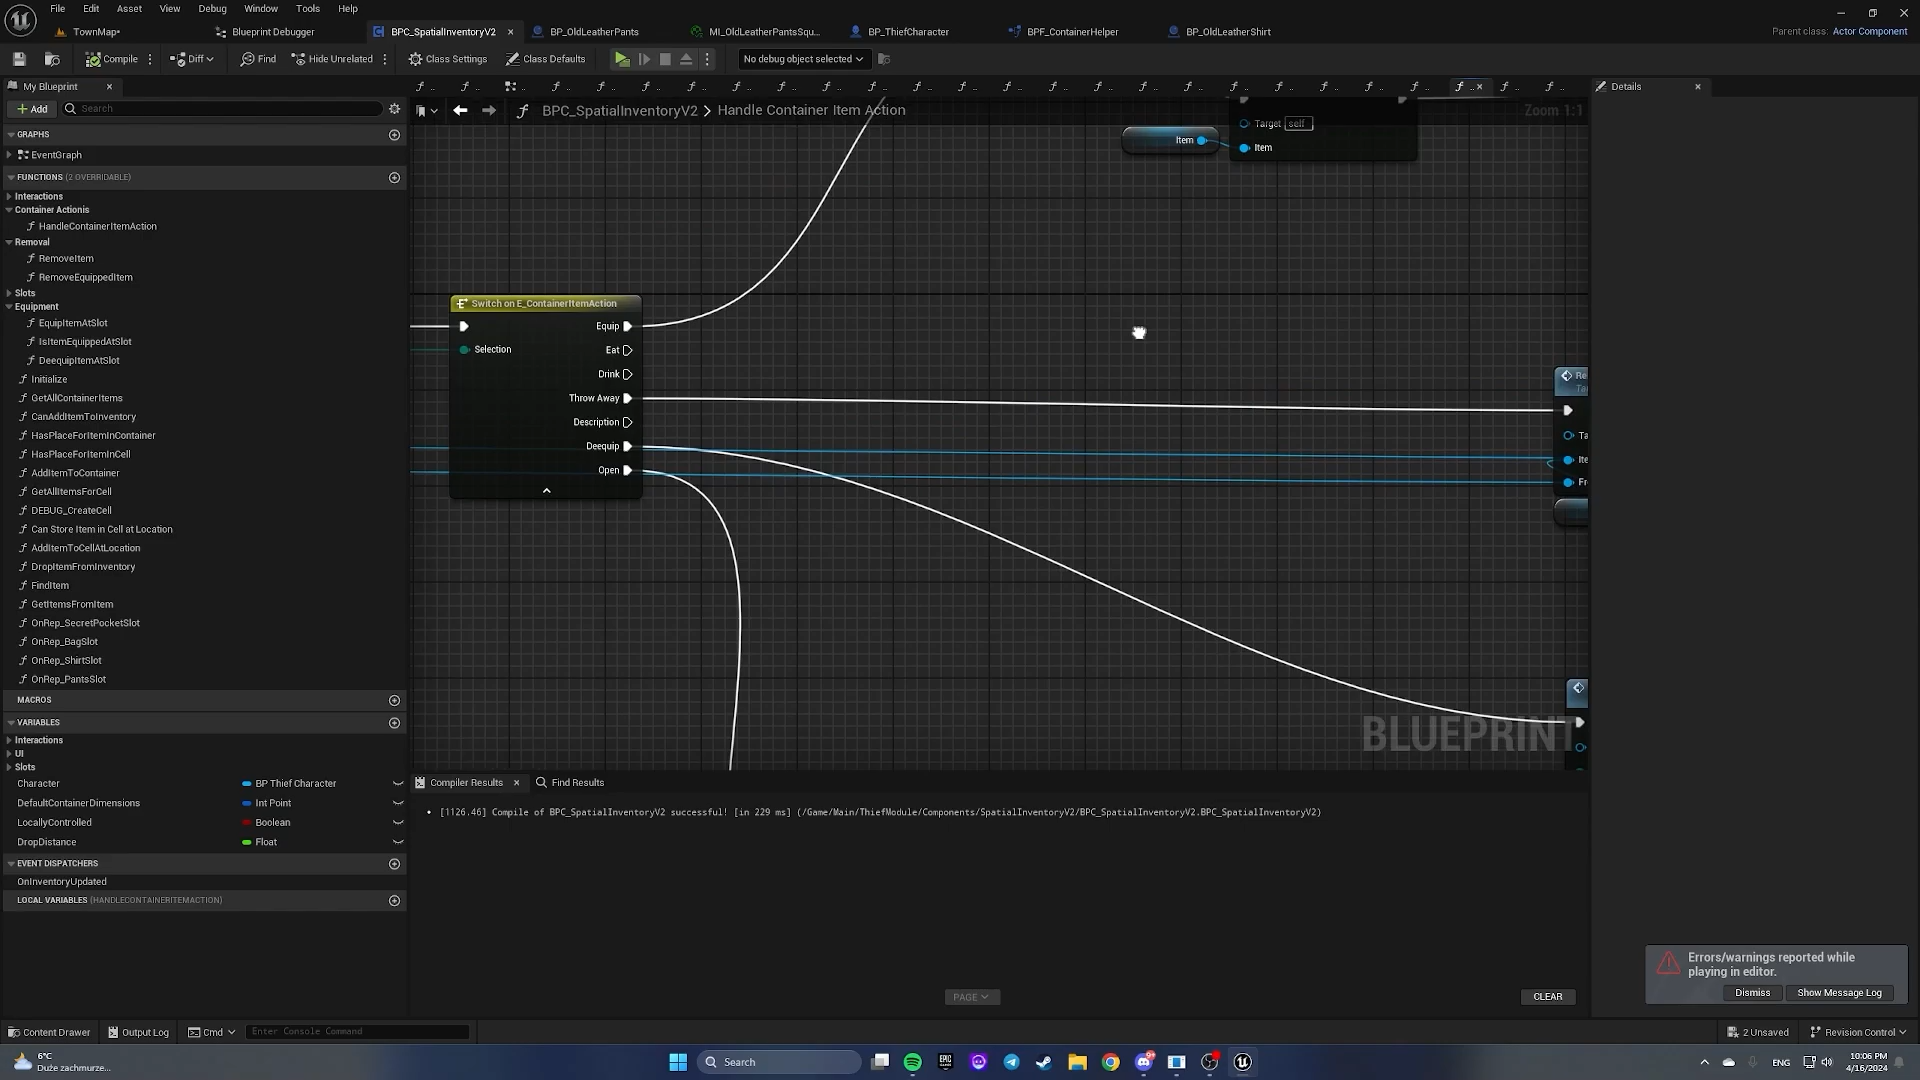 File Edit Asset View Debug Window Tools Help
TownMap•
Blueprint Debugger
BPC_SpatialInventoryV2
BP_OldLeatherPants
MI_OldLeatherPantsSqu...
BP_ThiefCharacter
BPF_ContainerHelper
BP_OldLeatherShirt
Parent class: Actor Component
Compile
Diff
Find
Hide Unrelated
Class Settings
Class Defaults
No debug object selected
My Blueprint
Details
Add
Search
BPC_SpatialInventoryV2 > Handle Container Item Action
Zoom 1:1
GRAPHS
EventGraph
FUNCTIONS (2 OVERRIDABLE)
Interactions
Container Actionis
HandleContainerItemAction
Removal
RemoveItem
RemoveEquippedItem
Slots
Equipment
EquipItemAtSlot
IsItemEquippedAtSlot
DeequipItemAtSlot
Initialize
GetAllContainerItems
CanAddItemToInventory
HasPlaceForItemInContainer
HasPlaceForItemInCell
AddItemToContainer
GetAllItemsForCell
DEBUG_CreateCell
Can Store Item in Cell at Location
AddItemToCellAtLocation
DropItemFromInventory
FindItem
GetItemsFromItem
OnRep_SecretPocketSlot
OnRep_BagSlot
OnRep_ShirtSlot
OnRep_PantsSlot
MACROS
VARIABLES
Interactions
UI
Slots
Character BP Thief Character
DefaultContainerDimensions Int Point
LocallyControlled Boolean
DropDistance Float
EVENT DISPATCHERS
OnInventoryUpdated
LOCAL VARIABLES (HANDLECONTAINERITEMACTION)
Target self
Item Item
Switch on E_ContainerItemAction
Equip
Selection Eat
Drink
Throw Away
Description
Deequip
Open
Re
Ta
Ta
Ite
Fr
BLUEPRINT
Compiler Results
Find Results
• [1126.46] Compile of BPC_SpatialInventoryV2 successful! [in 229 ms] (/Game/Main/ThiefModule/Components/SpatialInventoryV2/BPC_SpatialInventoryV2.BPC_SpatialInventoryV2)
PAGE
CLEAR
Errors/warnings reported while
playing in editor.
Dismiss Show Message Log
Content Drawer
Output Log
Cmd
Enter Console Command
2 Unsaved
Revision Control
6°C
Duże zachmurze...
Search
ENG
10:06 PM
4/16/2024